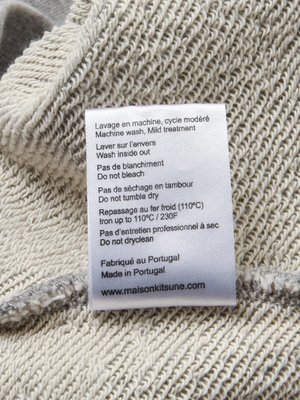 Lavage en machine, cycle modéré
Machine wash, Mild treatment
Laver sur l'envers
Wash inside out
Pas de blanchiment
Do not bleach
Pas de séchage en tambour
Do not tumble dry
Repassage au fer froid (110°C)
Iron up to 110°C / 230F
Pas d'entretien professionnel à sec
Do not dryclean
Fabriqué au Portugal
Made in Portugal
www.maisonkitsune.com